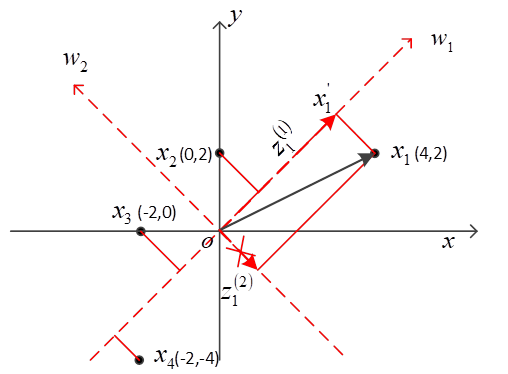 y
w₁
w₂
x₁′
z₁⁽¹⁾
x₂(0,2)
x₁(4,2)
x₃(-2,0)
o
x
z₁⁽²⁾
x₄(-2,-4)